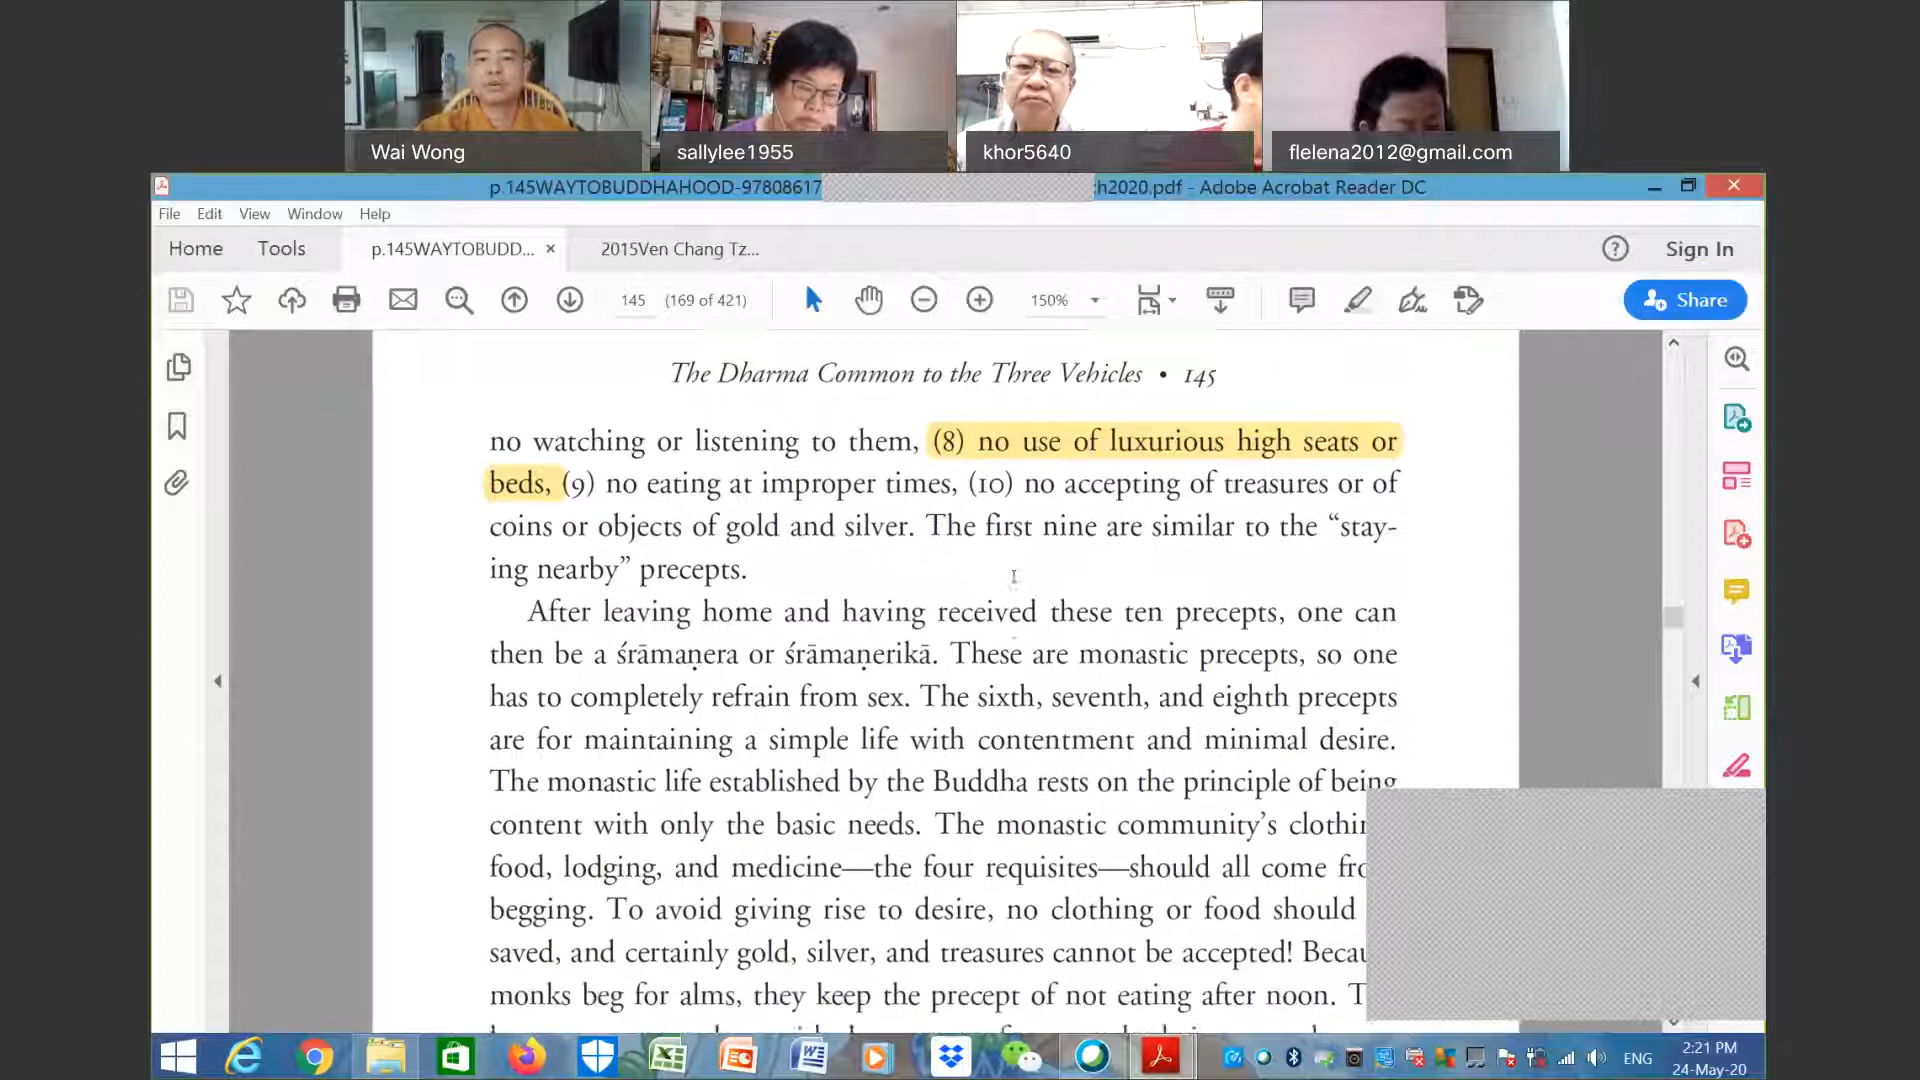 Wai Wong
sallylee1955
khor5640
flelena2012@gmail.com
p.145WAYTOBUDDHAHOOD-97808617
h2020.pdf - Adobe Acrobat Reader DC
File Edit View Window Help
Home Tools p.145WAYTOBUDD... × 2015Ven Chang Tz... Sign In
145 (169 of 421) 150% Share
The Dharma Common to the Three Vehicles • 145
no watching or listening to them, (8) no use of luxurious high seats or
beds, (9) no eating at improper times, (10) no accepting of treasures or of
coins or objects of gold and silver. The first nine are similar to the “stay-
ing nearby” precepts.
After leaving home and having received these ten precepts, one can
then be a śrāmaṇera or śrāmaṇerikā. These are monastic precepts, so one
has to completely refrain from sex. The sixth, seventh, and eighth precepts
are for maintaining a simple life with contentment and minimal desire.
The monastic life established by the Buddha rests on the principle of being
content with only the basic needs. The monastic community’s clothin
food, lodging, and medicine—the four requisites—should all come fro
begging. To avoid giving rise to desire, no clothing or food should
saved, and certainly gold, silver, and treasures cannot be accepted! Becau
monks beg for alms, they keep the precept of not eating after noon. T
ENG
2:21 PM
24-May-20